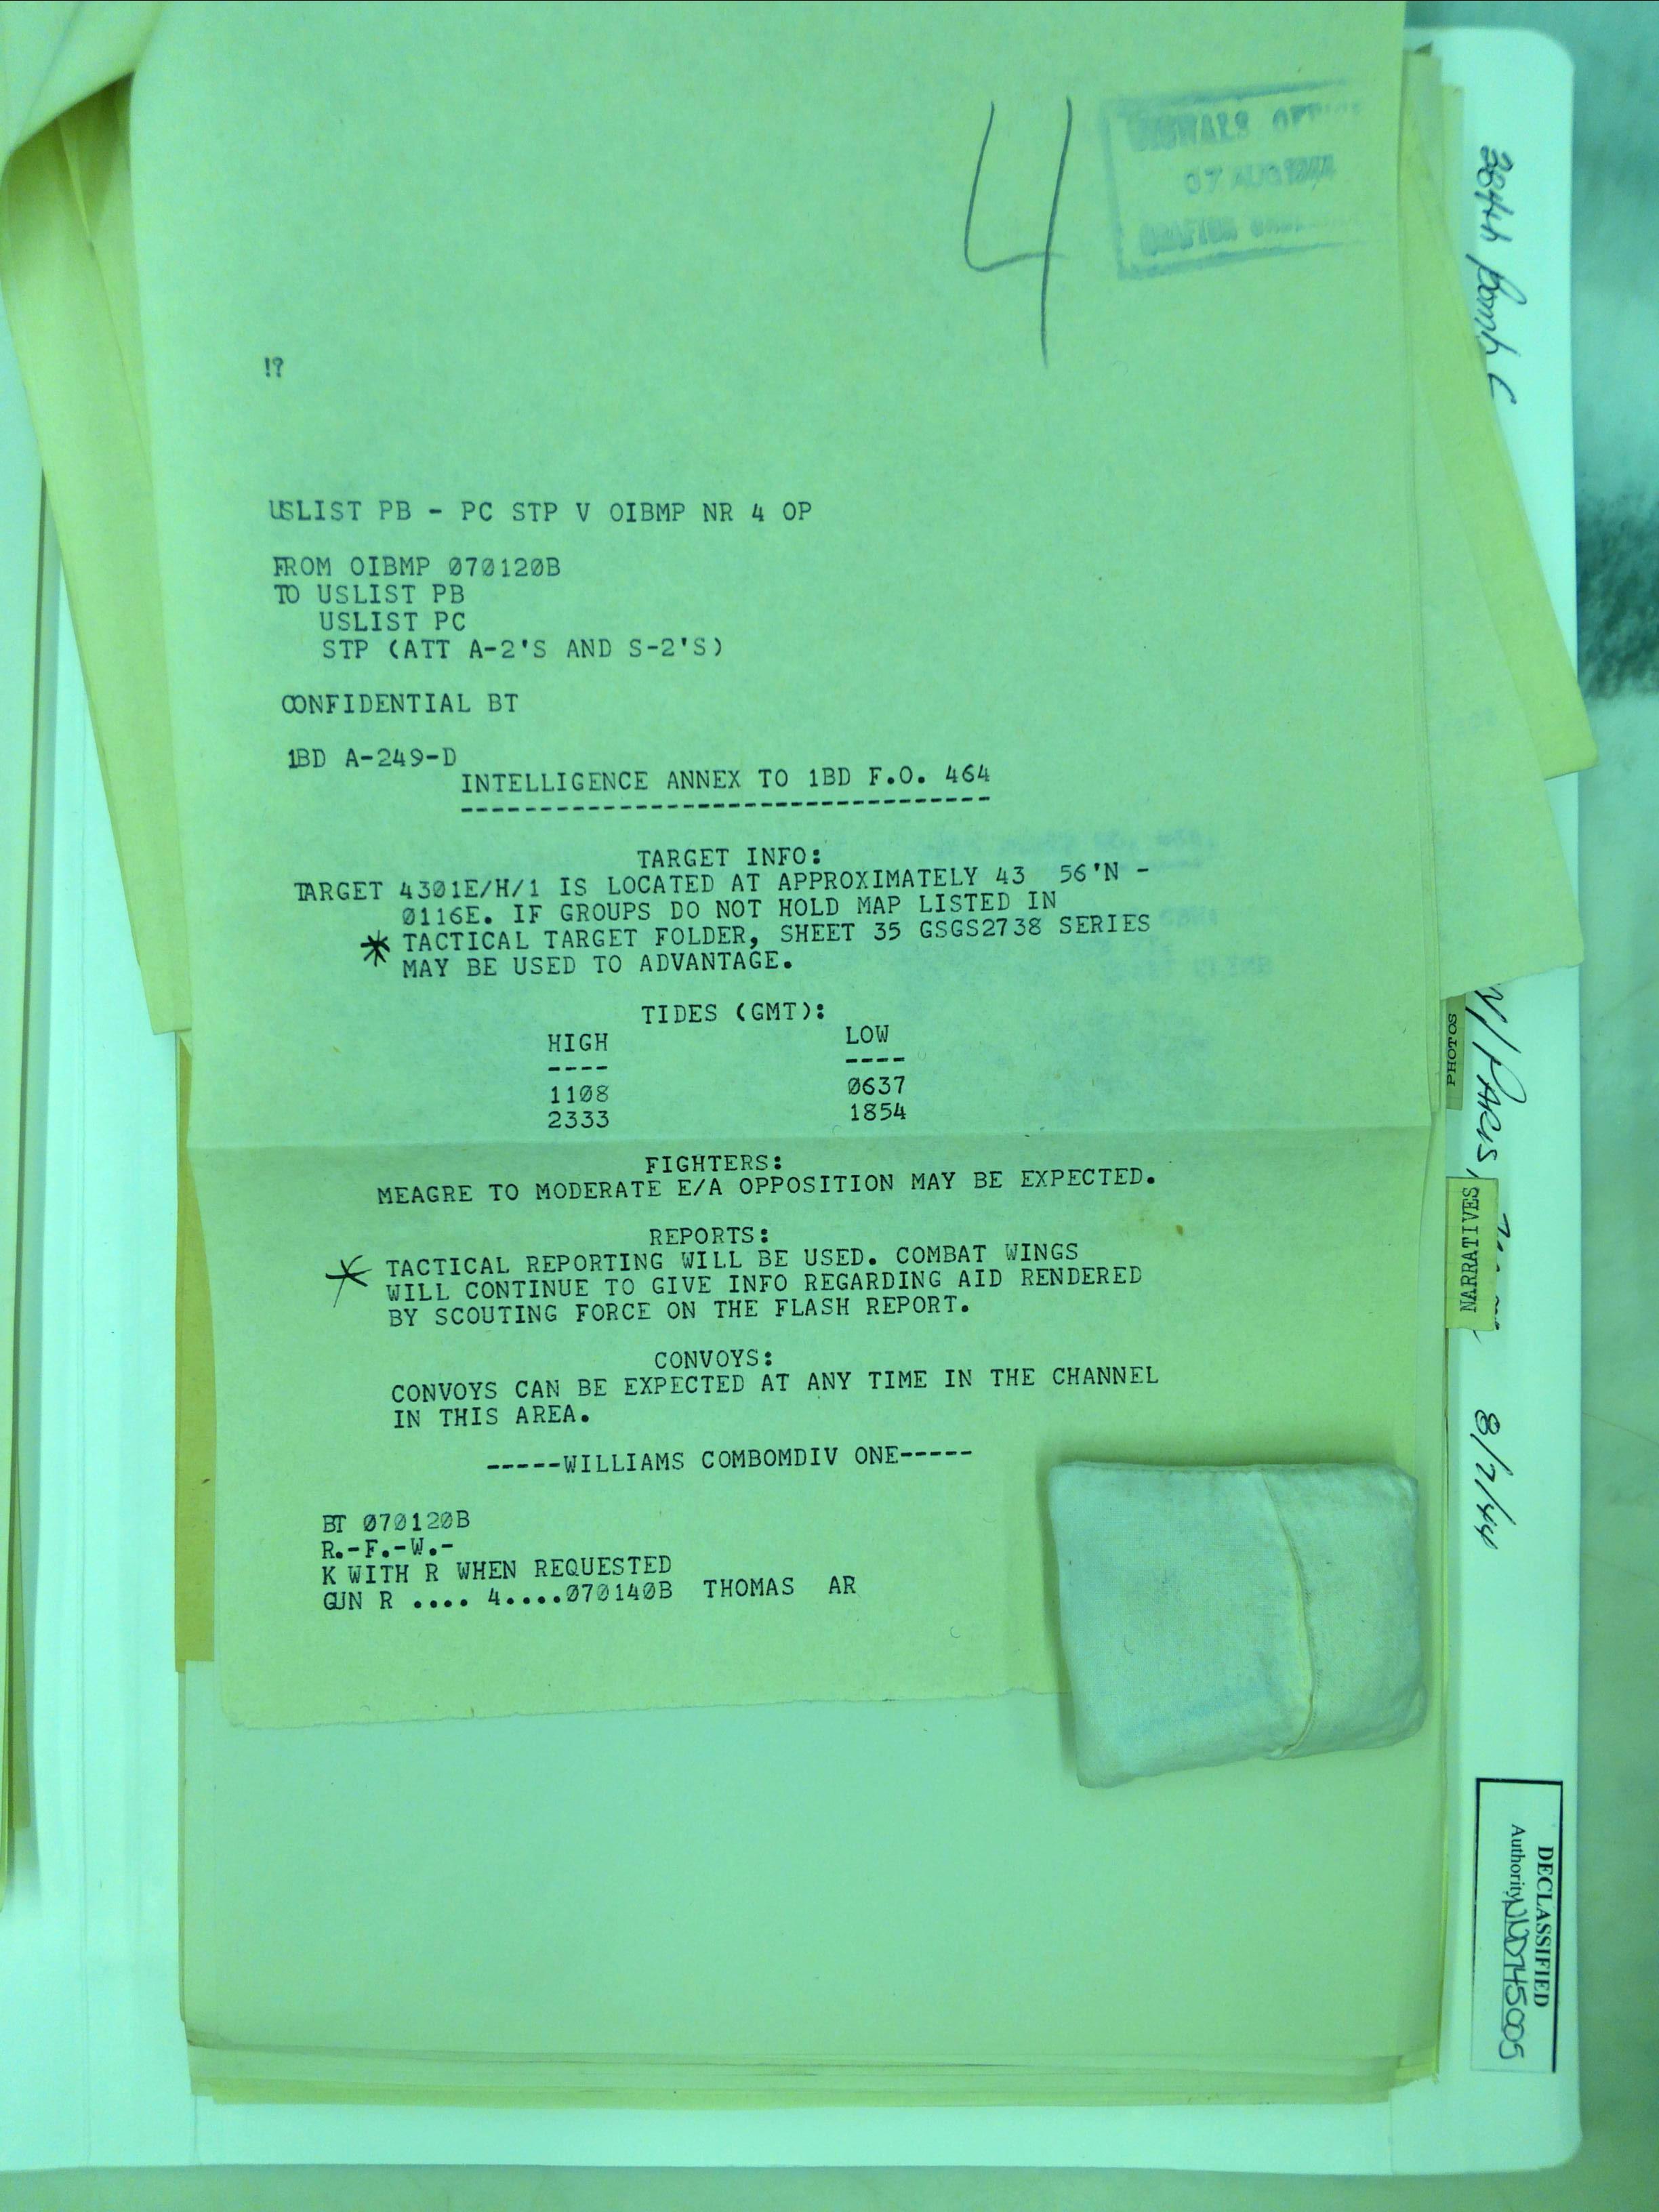 4
SIGNALS
07 AUG 1944
GRAFTON
!?
USLIST PB - PC STP V OIBMP NR 4 OP
FROM OIBMP 070120B
TO USLIST PB
USLIST PC
STP (ATT A-2'S AND S-2'S)
CONFIDENTIAL BT
1BD A-249-D
INTELLIGENCE ANNEX TO 1BD F.O. 464
----------------------------------
TARGET INFO:
TARGET 4301E/H/1 IS LOCATED AT APPROXIMATELY 43  56'N -
0116E. IF GROUPS DO NOT HOLD MAP LISTED IN
* TACTICAL TARGET FOLDER, SHEET 35 GSGS2738 SERIES
MAY BE USED TO ADVANTAGE.
TIDES (GMT):
HIGH LOW
---- ----
1108 0637
2333 1854
FIGHTERS:
MEAGRE TO MODERATE E/A OPPOSITION MAY BE EXPECTED.
REPORTS:
* TACTICAL REPORTING WILL BE USED. COMBAT WINGS
WILL CONTINUE TO GIVE INFO REGARDING AID RENDERED
BY SCOUTING FORCE ON THE FLASH REPORT.
CONVOYS:
CONVOYS CAN BE EXPECTED AT ANY TIME IN THE CHANNEL
IN THIS AREA.
-----WILLIAMS COMBOMDIV ONE-----
BT 070120B
R.-F.-W.-
K WITH R WHEN REQUESTED
GUN R .... 4....070140B THOMAS AR
384th Bomb
PHOTOS
NARRATIVES
8/7/44
DECLASSIFIED
Authority NND745005